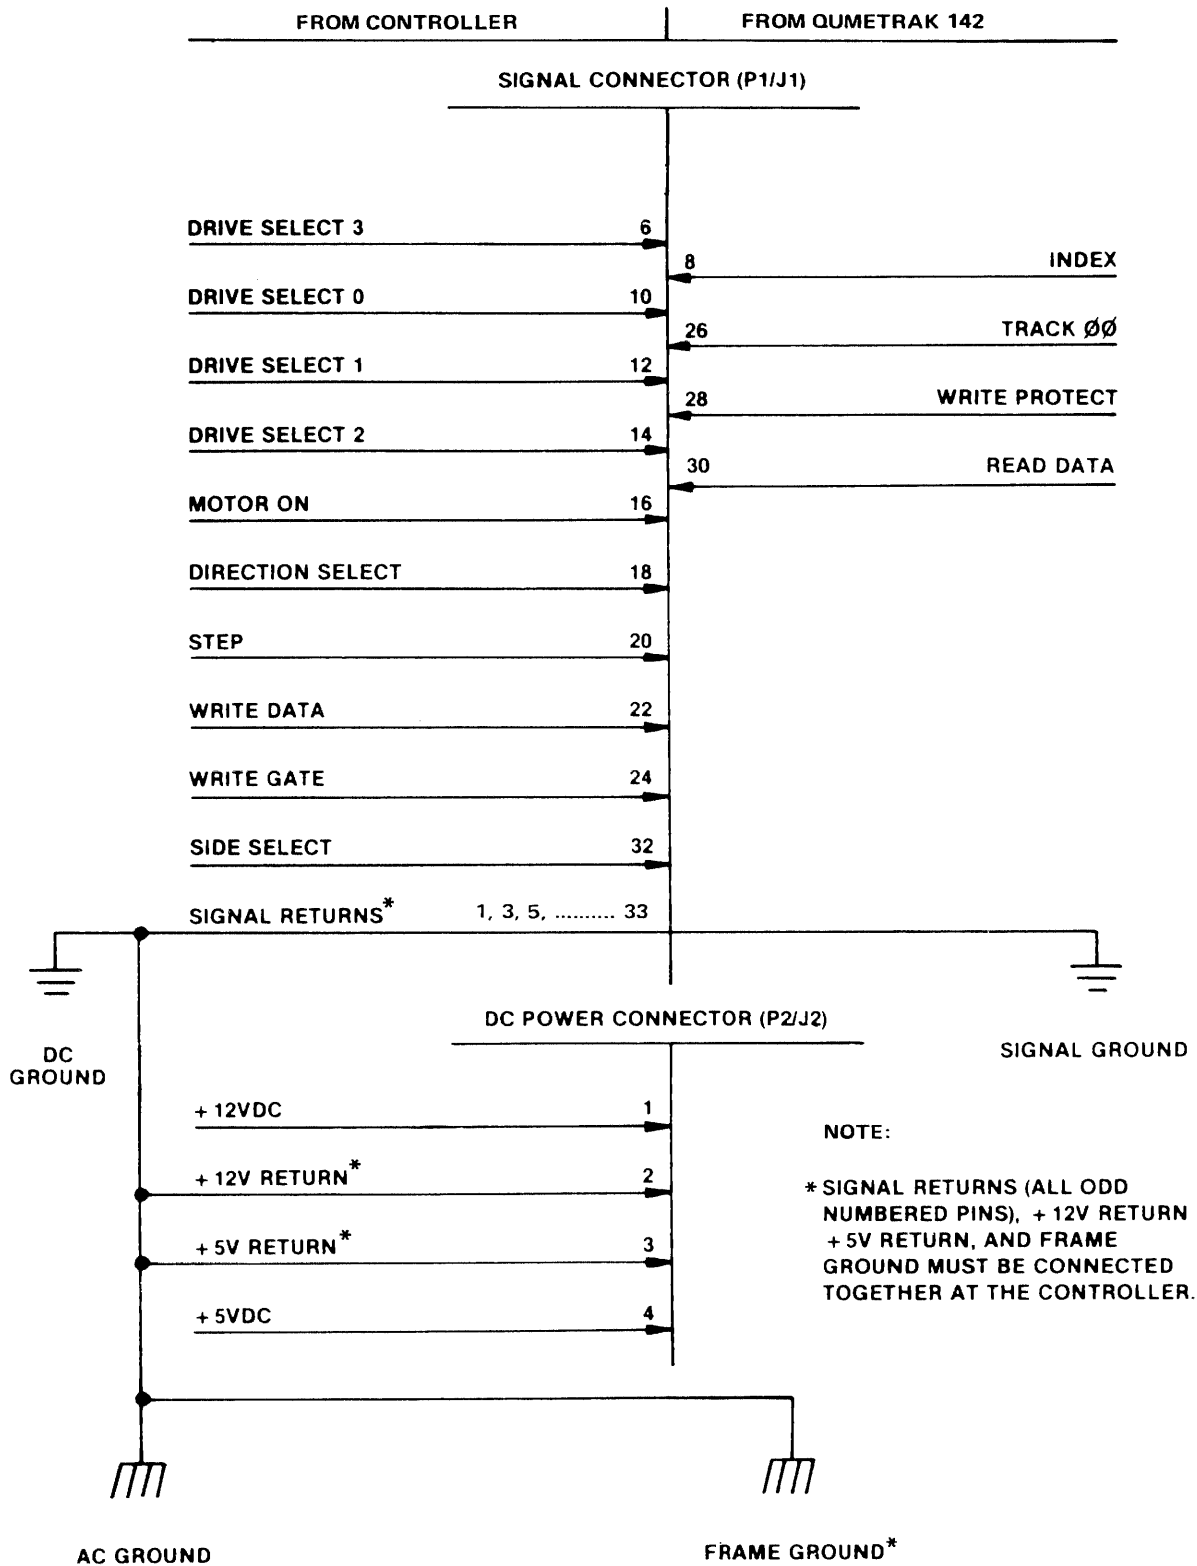 FROM CONTROLLER
FROM QUMETRAK 142
SIGNAL CONNECTOR (P1/J1)
DRIVE SELECT 3 6
8 INDEX
DRIVE SELECT 0 10
26 TRACK ØØ
DRIVE SELECT 1 12
28 WRITE PROTECT
DRIVE SELECT 2 14
30 READ DATA
MOTOR ON 16
DIRECTION SELECT 18
STEP 20
WRITE DATA 22
WRITE GATE 24
SIDE SELECT 32
SIGNAL RETURNS* 1, 3, 5, .......... 33
DC
GROUND
SIGNAL GROUND
DC POWER CONNECTOR (P2/J2)
+ 12VDC 1
+ 12V RETURN* 2
+ 5V RETURN* 3
+ 5VDC 4
NOTE:
* SIGNAL RETURNS (ALL ODD
NUMBERED PINS), + 12V RETURN
+ 5V RETURN, AND FRAME
GROUND MUST BE CONNECTED
TOGETHER AT THE CONTROLLER.
AC GROUND
FRAME GROUND*